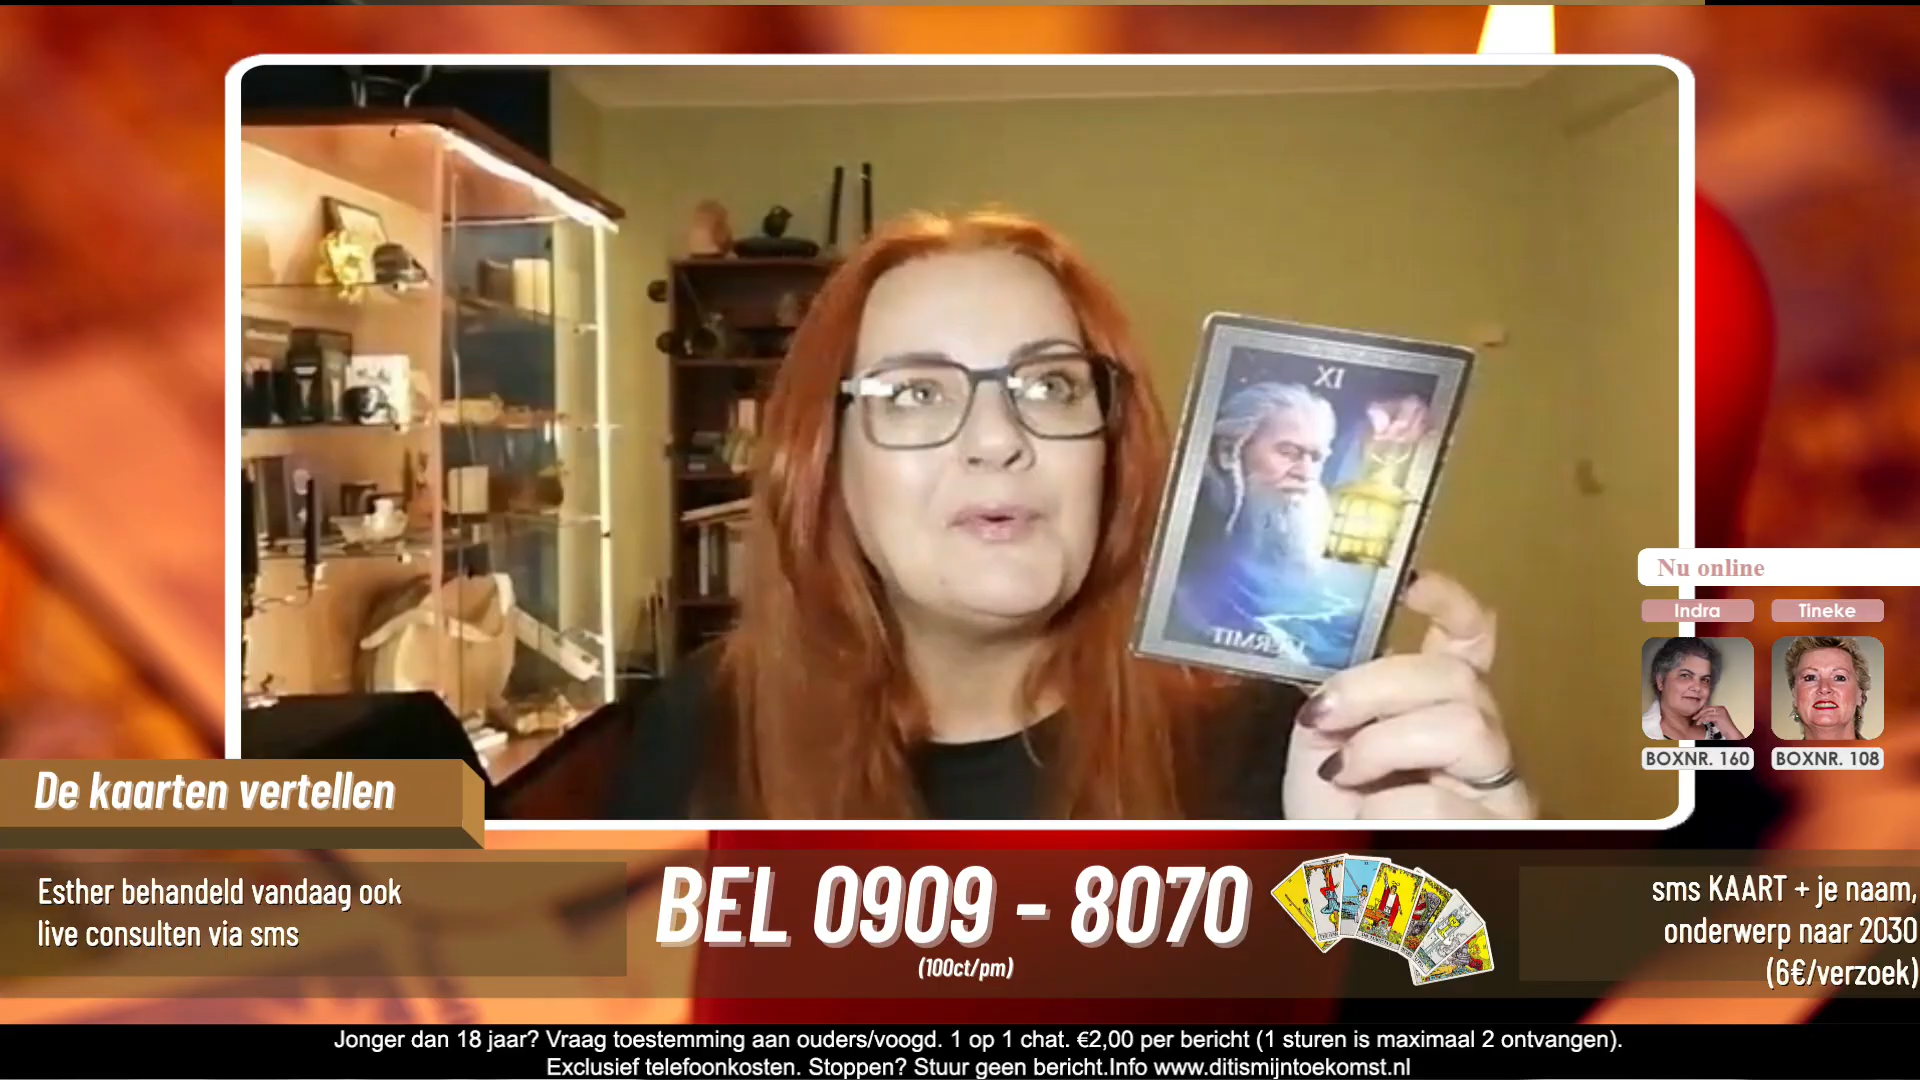 IX
HERMIT
Nu online
Indra
Tineke
BOXNR. 160
BOXNR. 108
De kaarten vertellen
Esther behandeld vandaag ook
live consulten via sms
BEL 0909 - 8070
(100ct/pm)
sms KAART + je naam,
onderwerp naar 2030
(6€/verzoek)
Jonger dan 18 jaar? Vraag toestemming aan ouders/voogd. 1 op 1 chat. €2,00 per bericht (1 sturen is maximaal 2 ontvangen).
Exclusief telefoonkosten. Stoppen? Stuur geen bericht.Info www.ditismijntoekomst.nl